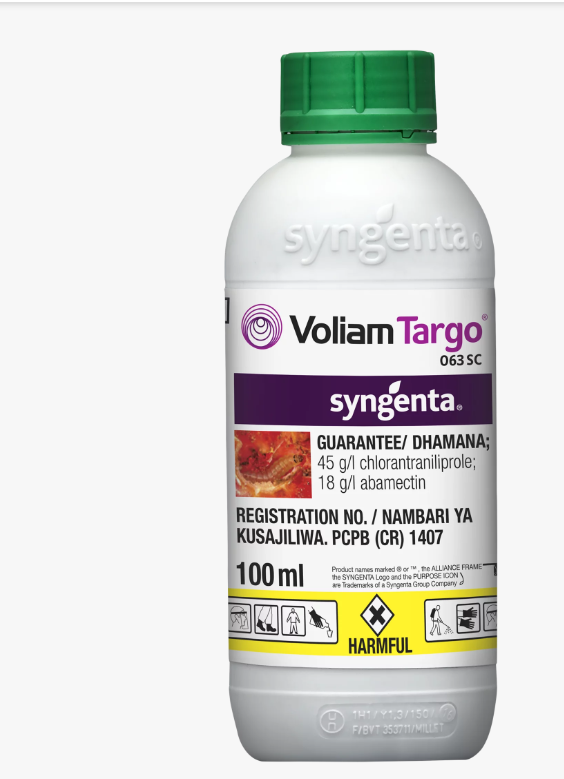 syngenta®
Voliam Targo®
063 SC
syngenta®
GUARANTEE/ DHAMANA;
45 g/l chlorantraniliprole;
18 g/l abamectin
REGISTRATION NO. / NAMBARI YA
KUSAJILIWA. PCPB (CR) 1407
100 ml
Product names marked ® or ™, the ALLIANCE FRAME
the SYNGENTA Logo and the PURPOSE ICON
are Trademarks of a Syngenta Group Company
HARMFUL